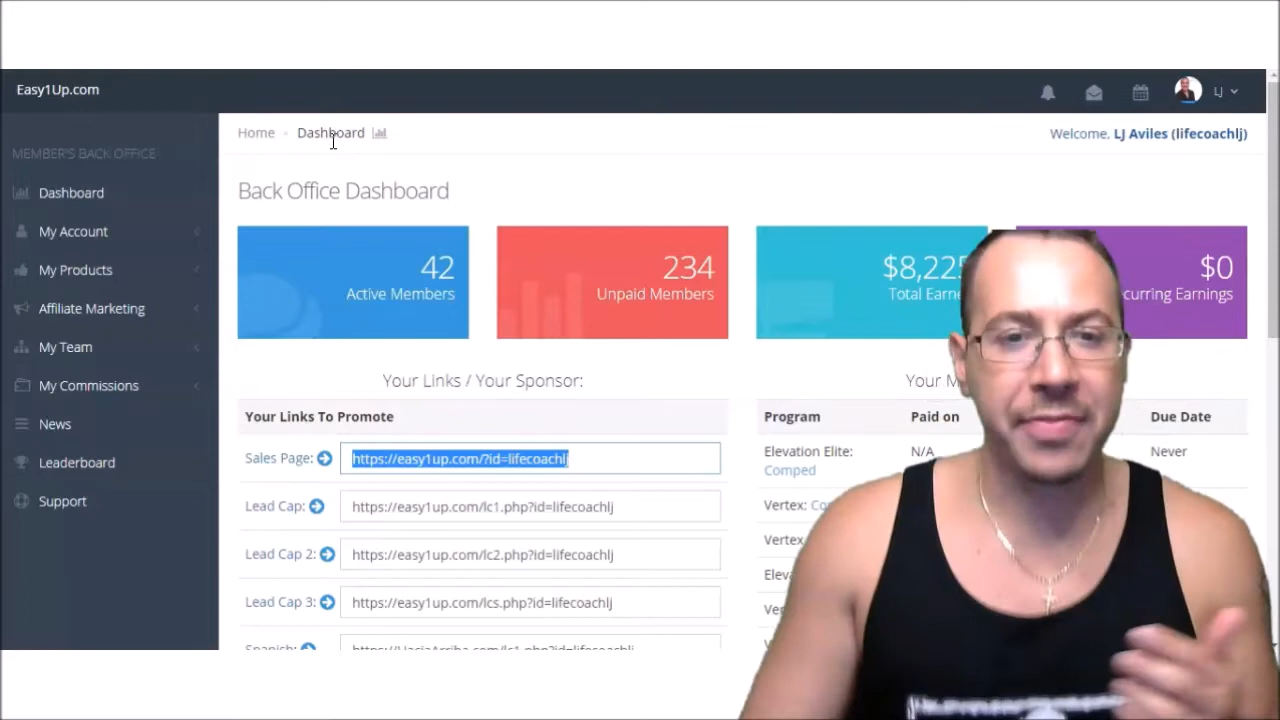 Easy1Up.com
LJ
Home
Dashboard
Welcome, LJ Aviles (lifecoachlj)
MEMBER'S BACK OFFICE
Dashboard
My Account
My Products
Affiliate Marketing
My Team
My Commissions
News
Leaderboard
Support
Back Office Dashboard
42
Active Members
234
Unpaid Members
$8,225
Total
$0
Earnings
Your Links / Your Sponsor:
Your Links To Promote
Sales Page:
https://easy1up.com/?id=lifecoachlj
Lead Cap:
https://easy1up.com/lc1.php?id=lifecoachlj
Lead Cap 2:
https://easy1up.com/lc2.php?id=lifecoachlj
Lead Cap 3:
https://easy1up.com/lcs.php?id=lifecoachlj
Your
Program Paid on Due Date
Elevation Elite: N/A Never
Comped
Vertex:
Vertex